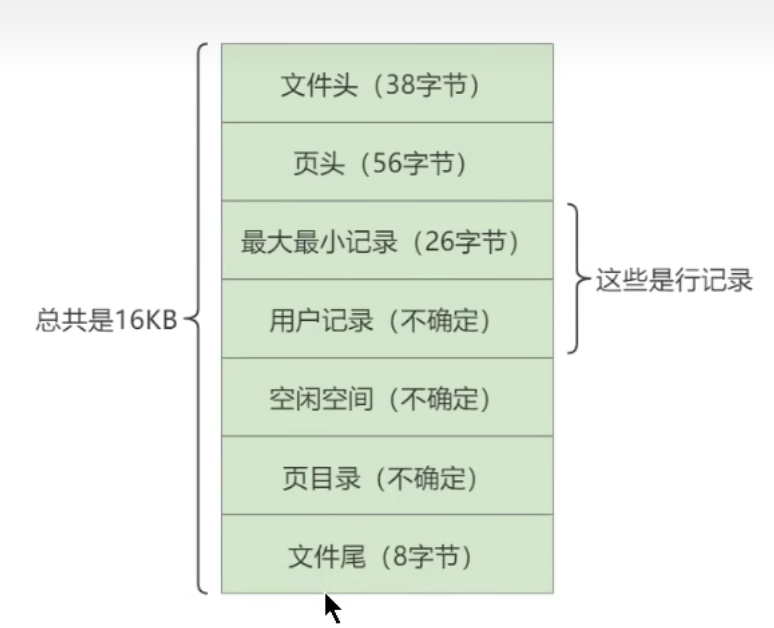 文件头（38字节）
页头（56字节）
最大最小记录（26字节）
用户记录（不确定）
空闲空间（不确定）
页目录（不确定）
文件尾（8字节）
总共是16KB
这些是行记录